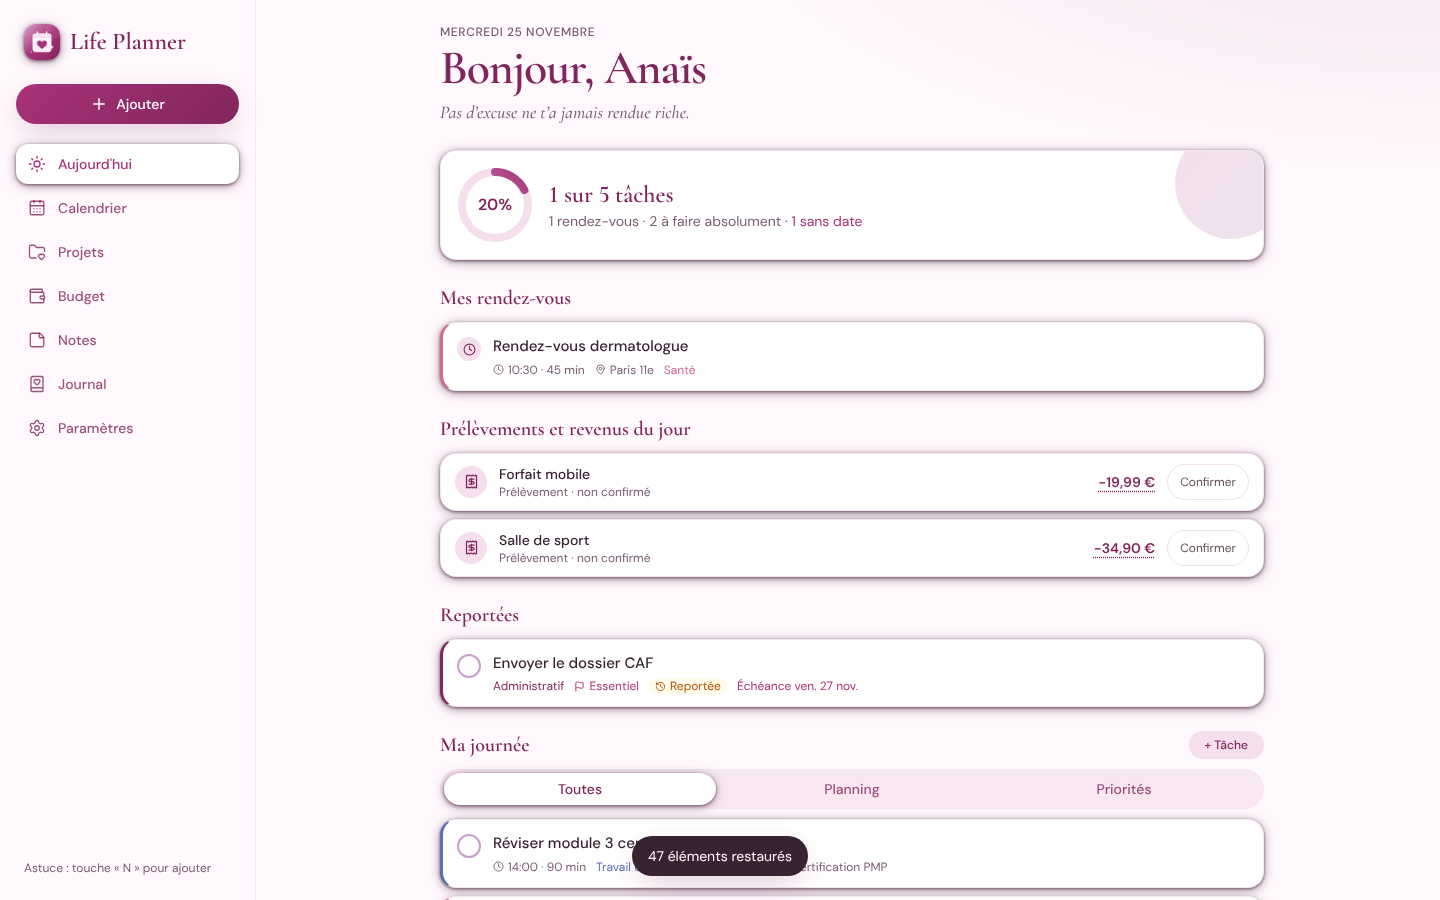 Life Planner
Ajouter
Aujourd'hui
Calendrier
Projets
Budget
Notes
Journal
Paramètres
Astuce : touche « N » pour ajouter
MERCREDI 25 NOVEMBRE
Bonjour, Anaïs
Pas d’excuse ne t’a jamais rendue riche.
20%
1 sur 5 tâches
1 rendez-vous · 2 à faire absolument · 1 sans date
Mes rendez-vous
Rendez-vous dermatologue
10:30 · 45 min Paris 11e Santé
Prélèvements et revenus du jour
Forfait mobile
Prélèvement · non confirmé
-19,99 € Confirmer
Salle de sport
Prélèvement · non confirmé
-34,90 € Confirmer
Reportées
Envoyer le dossier CAF
Administratif Essentiel Reportée Échéance ven. 27 nov.
Ma journée + Tâche
Toutes Planning Priorités
Réviser module 3
14:00 · 90 min Travail PMP
47 éléments restaurés